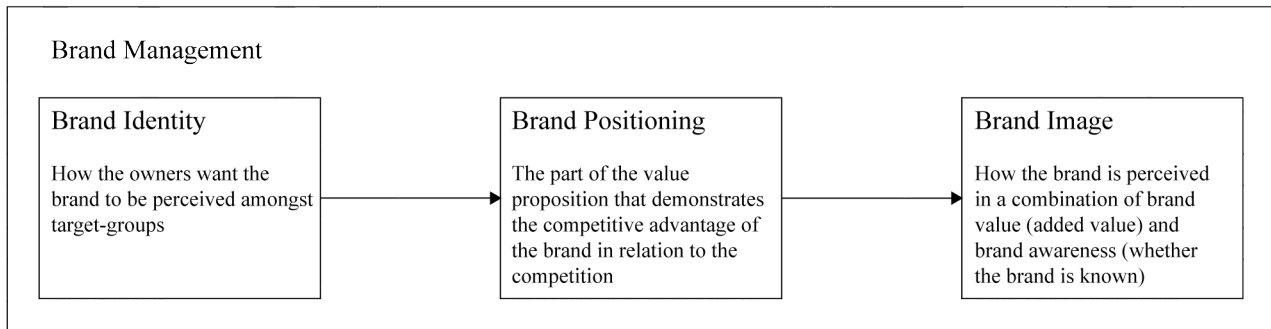 Brand Management
Brand Identity
How the owners want the
brand to be perceived amongst
target-groups
Brand Positioning
The part of the value
proposition that demonstrates
the competitive advantage of
the brand in relation to the
competition
Brand Image
How the brand is perceived
in a combination of brand
value (added value) and
brand awareness (whether
the brand is known)